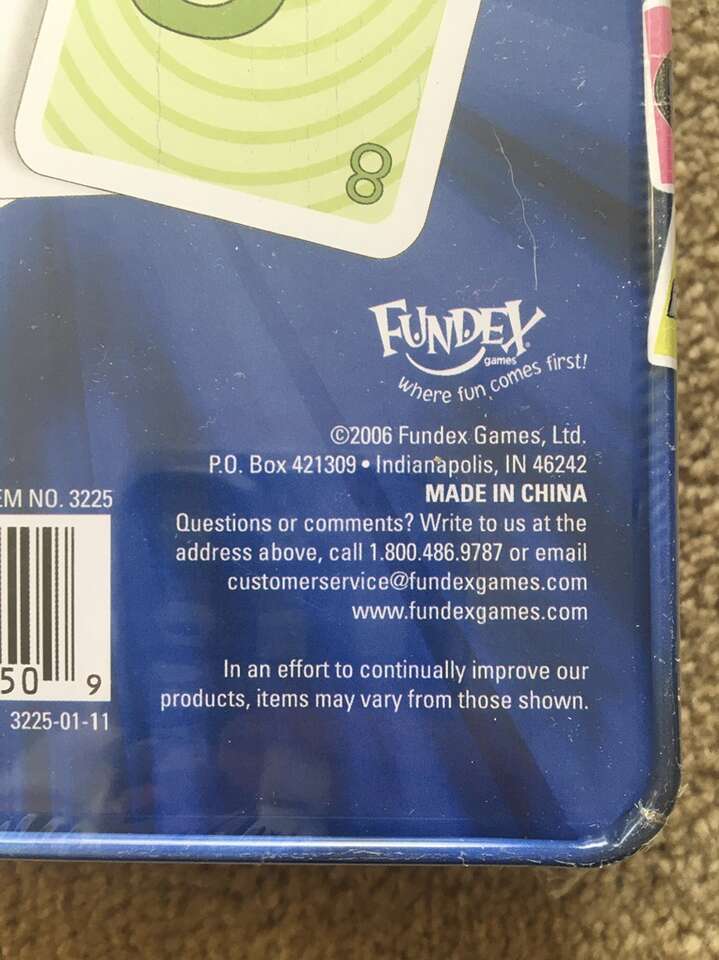 8
FUNDEX
games
where fun comes first!
©2006 Fundex Games, Ltd.
P.O. Box 421309 • Indianapolis, IN 46242
MADE IN CHINA
EM NO. 3225
Questions or comments? Write to us at the
address above, call 1.800.486.9787 or email
customerservice@fundexgames.com
www.fundexgames.com
50 9
In an effort to continually improve our
products, items may vary from those shown.
3225-01-11